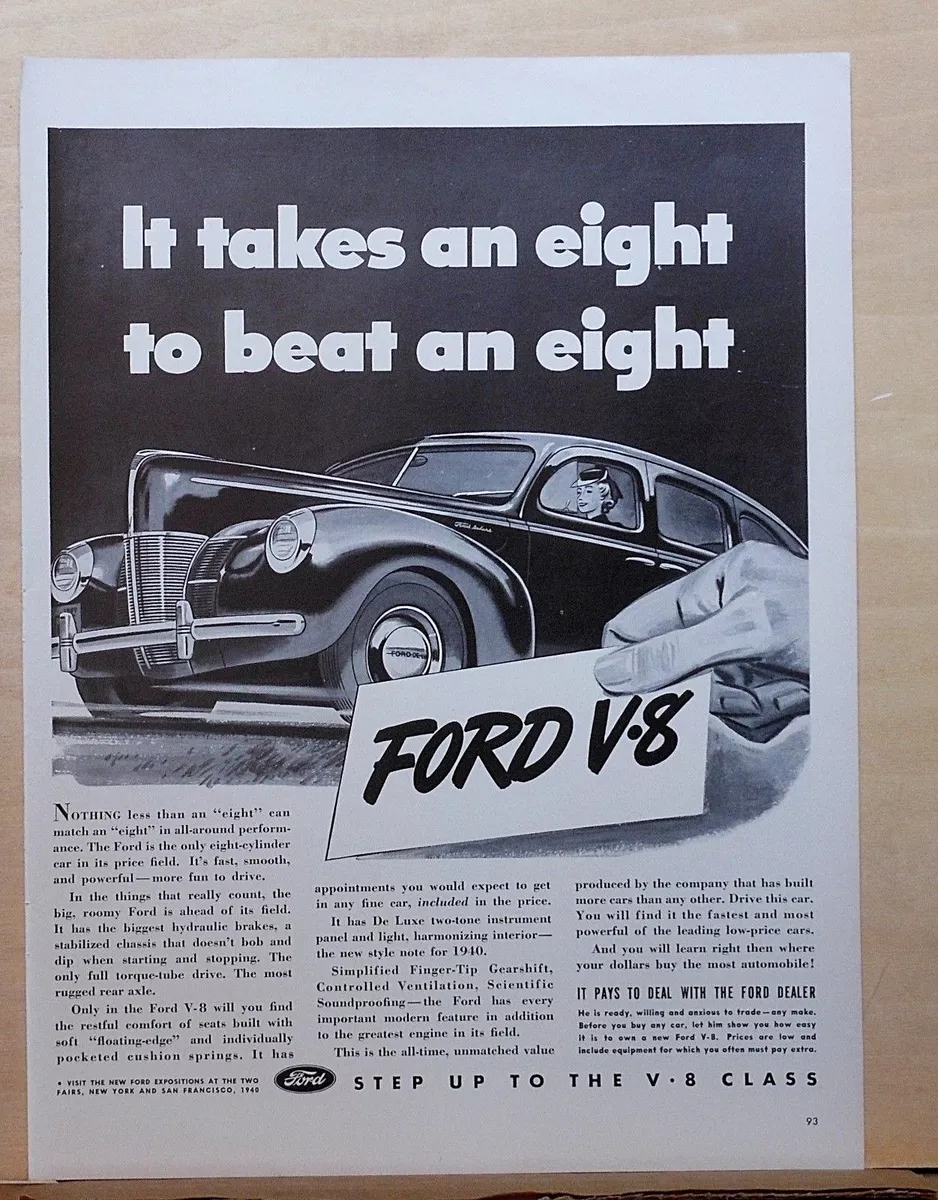 It takes an eight
to beat an eight
Ford DeLuxe
FORD DE LUXE
FORD V·8
NOTHING less than an "eight" can
match an "eight" in all-around perform-
ance. The Ford is the only eight-cylinder
car in its price field. It's fast, smooth,
and powerful—more fun to drive.
In the things that really count, the
big, roomy Ford is ahead of its field.
It has the biggest hydraulic brakes, a
stabilized chassis that doesn't bob and
dip when starting and stopping. The
only full torque-tube drive. The most
rugged rear axle.
Only in the Ford V-8 will you find
the restful comfort of seats built with
soft "floating-edge" and individually
pocketed cushion springs. It has
appointments you would expect to get
in any fine car, included in the price.
It has De Luxe two-tone instrument
panel and light, harmonizing interior—
the new style note for 1940.
Simplified Finger-Tip Gearshift,
Controlled Ventilation, Scientific
Soundproofing—the Ford has every
important modern feature in addition
to the greatest engine in its field.
This is the all-time, unmatched value
produced by the company that has built
more cars than any other. Drive this car.
You will find it the fastest and most
powerful of the leading low-price cars.
And you will learn right then where
your dollars buy the most automobile!
IT PAYS TO DEAL WITH THE FORD DEALER
He is ready, willing and anxious to trade—any make.
Before you buy any car, let him show you how easy
it is to own a new Ford V-8. Prices are low and
include equipment for which you often must pay extra.
• VISIT THE NEW FORD EXPOSITIONS AT THE TWO
FAIRS, NEW YORK AND SAN FRANCISCO, 1940
Ford
STEP UP TO THE V·8 CLASS
93